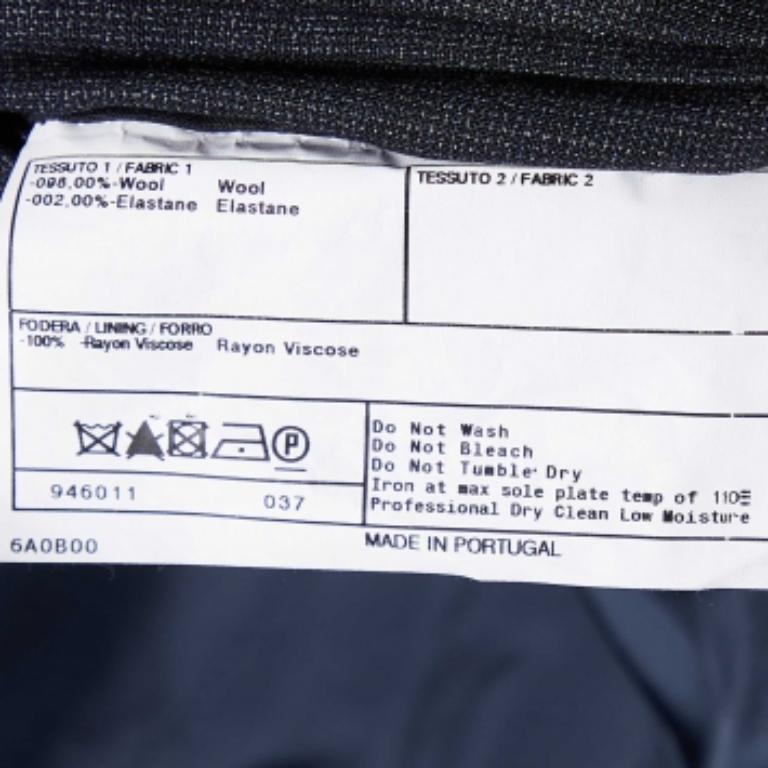 TESSUTO 1 / FABRIC 1
-098,00%-Wool Wool
-002,00%-Elastane Elastane
TESSUTO 2 / FABRIC 2
FODERA / LINING / FORRO
-100% -Rayon Viscose Rayon Viscose
P
Do Not Wash
Do Not Bleach
Do Not Tumble Dry
Iron at max sole plate temp of 110
Professional Dry Clean Low Moisture
946011 037
6A0B00
MADE IN PORTUGAL